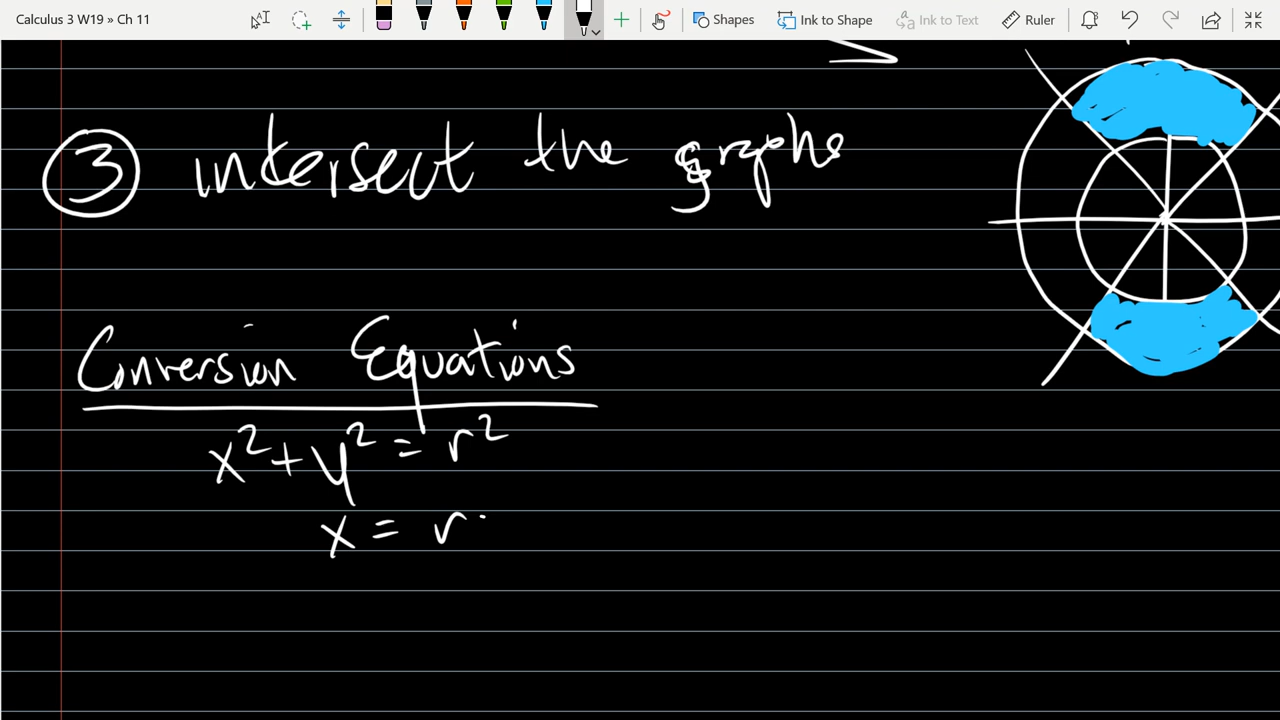 Calculus 3 W19 » Ch 11
Shapes
Ink to Shape
Ink to Text
Ruler
③ intersect the graphs
Conversion Equations
x² + y² = r²
x = r·